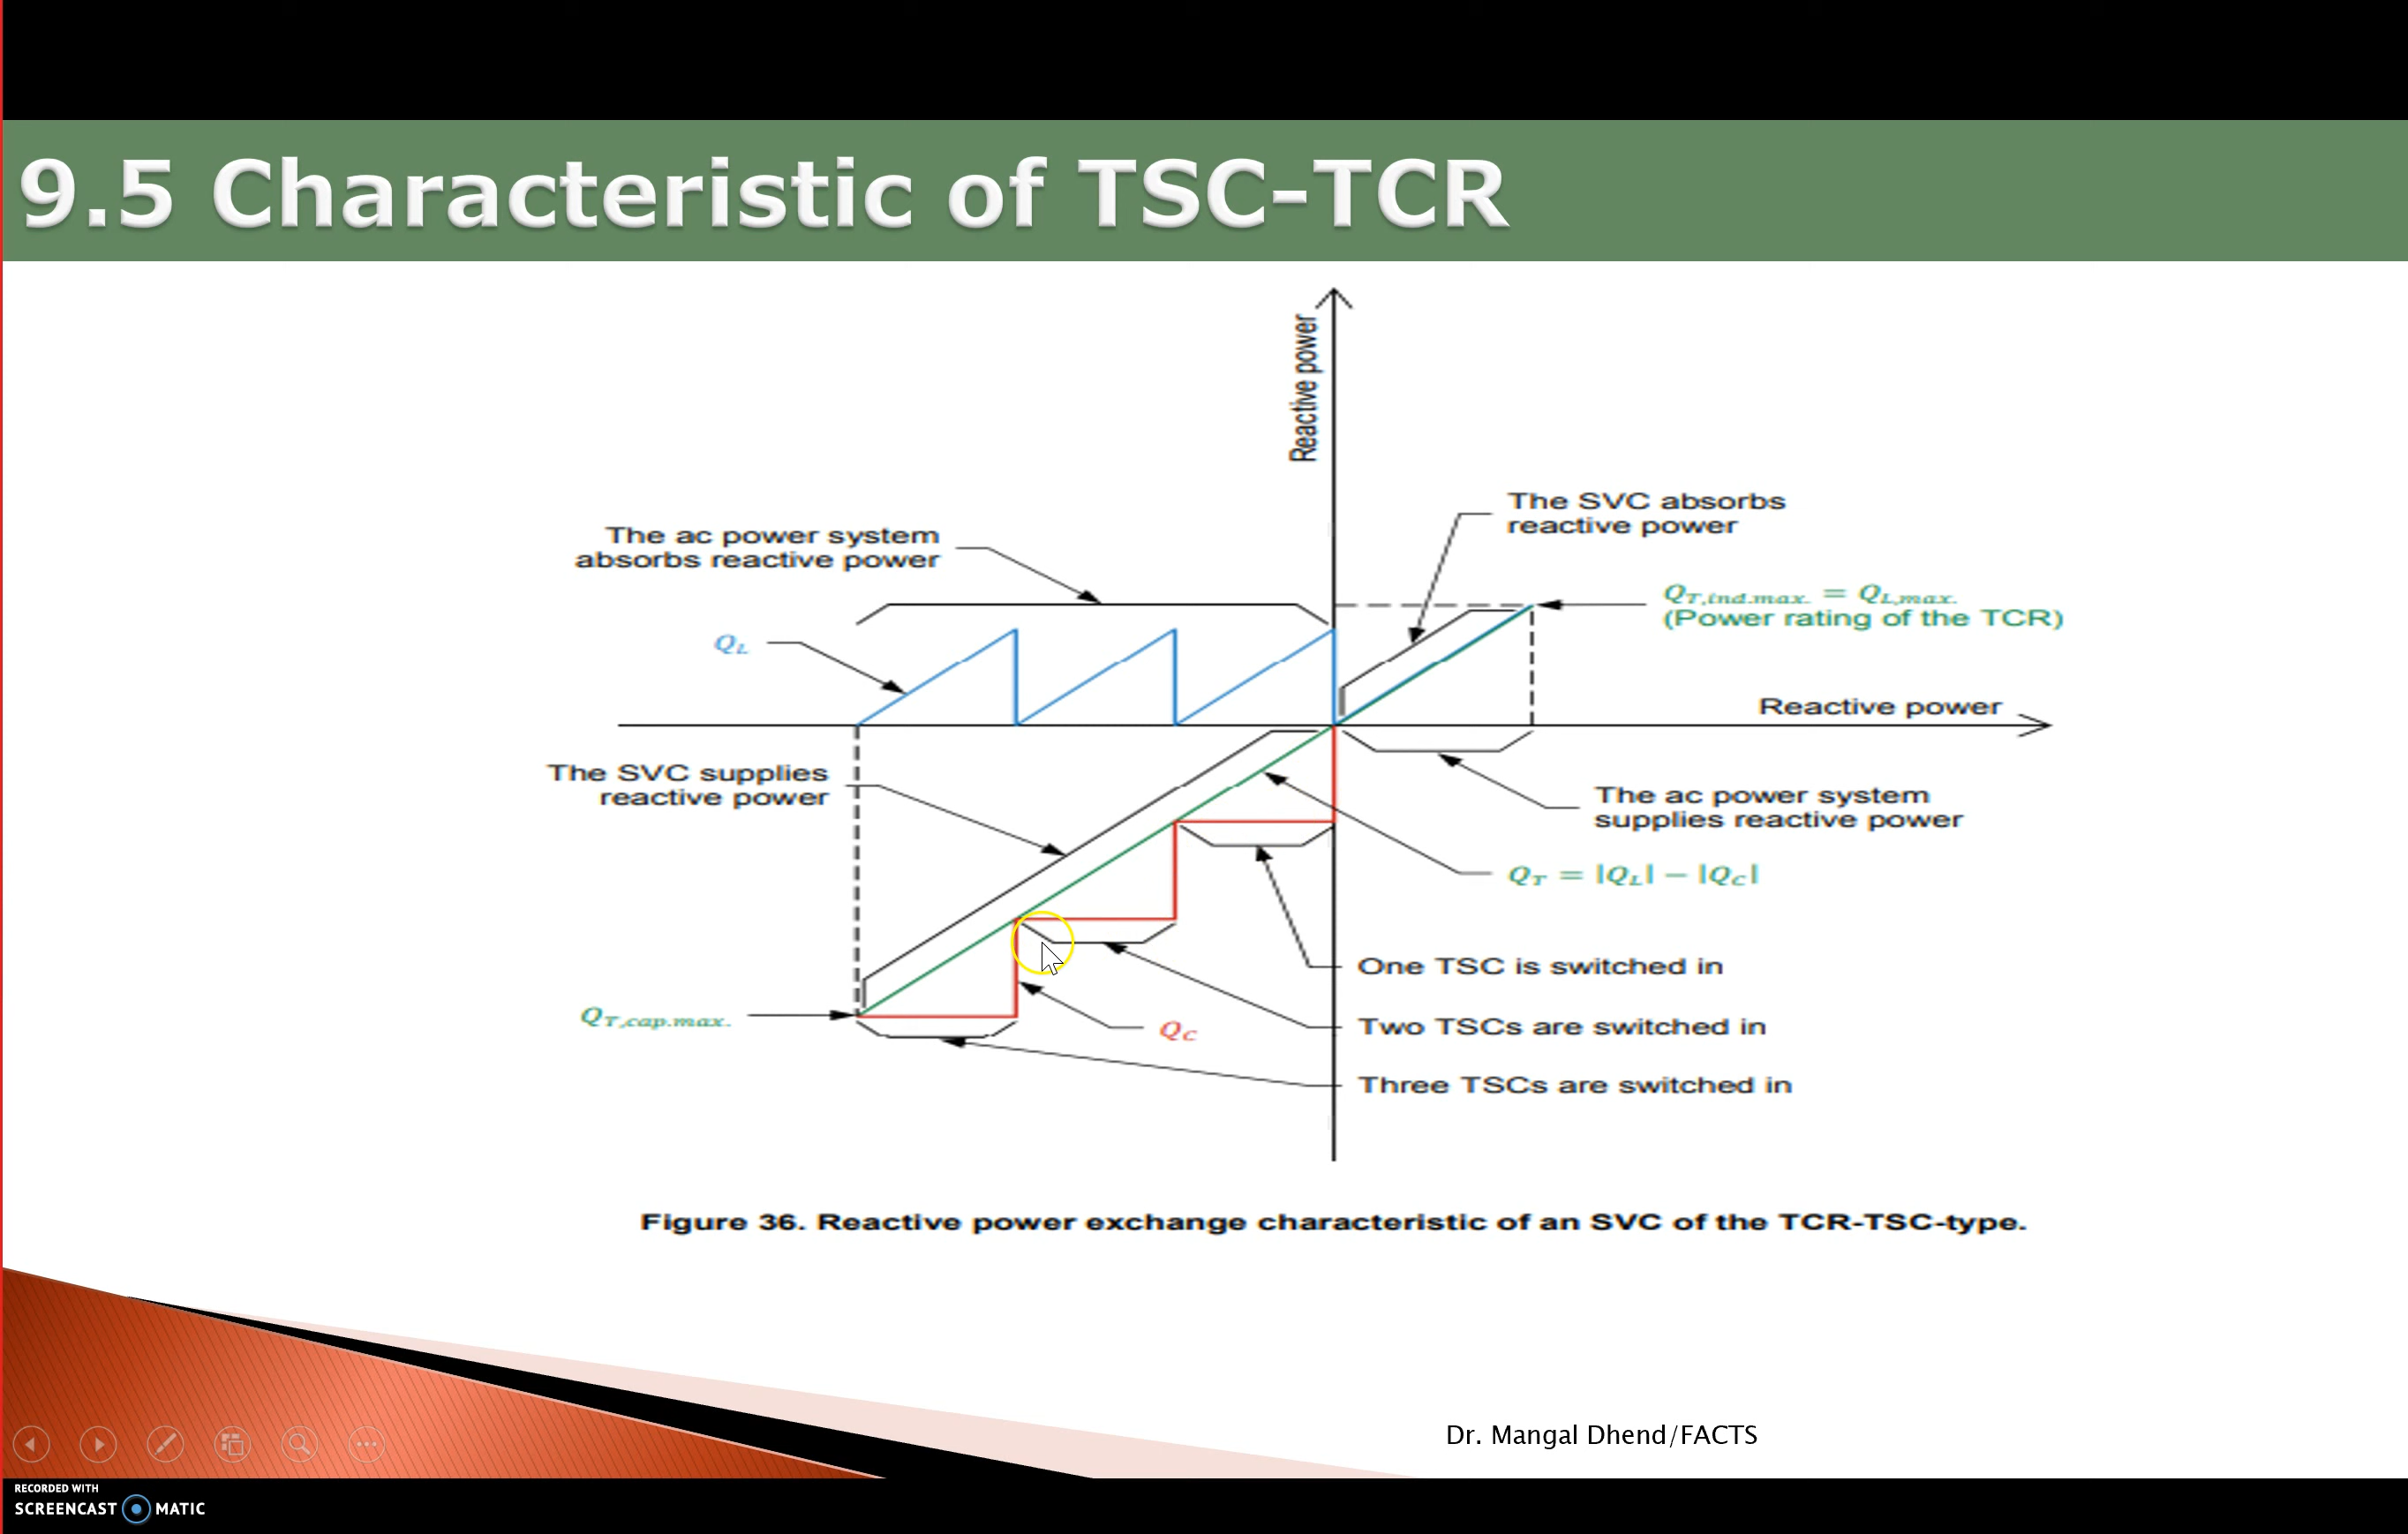 9.5 Characteristic of TSC-TCR
Reactive power
The SVC absorbs
reactive power
The ac power system
absorbs reactive power
Q_T,ind.max. = Q_L,max.
(Power rating of the TCR)
Q_L
Reactive power
The SVC supplies
reactive power
The ac power system
supplies reactive power
Q_T = |Q_L| − |Q_C|
One TSC is switched in
Q_T,cap.max.
Q_C
Two TSCs are switched in
Three TSCs are switched in
Figure 36. Reactive power exchange characteristic of an SVC of the TCR-TSC-type.
Dr. Mangal Dhend/FACTS
RECORDED WITH
SCREENCAST MATIC